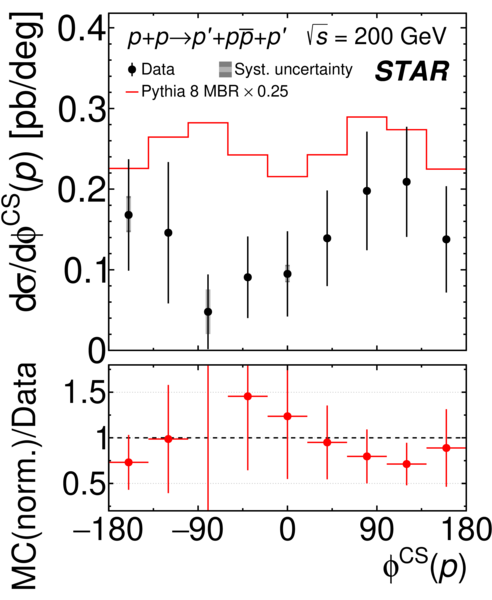 dσ/dϕ^CS(p) [pb/deg]
0.4
p+p→p′+pp̅+p′ √s = 200 GeV
Data Syst. uncertainty STAR
Pythia 8 MBR × 0.25
0.3
0.2
0.1
0
MC(norm.)/Data
1.5
1
0.5
−180 −90 0 90 180
ϕ^CS(p)